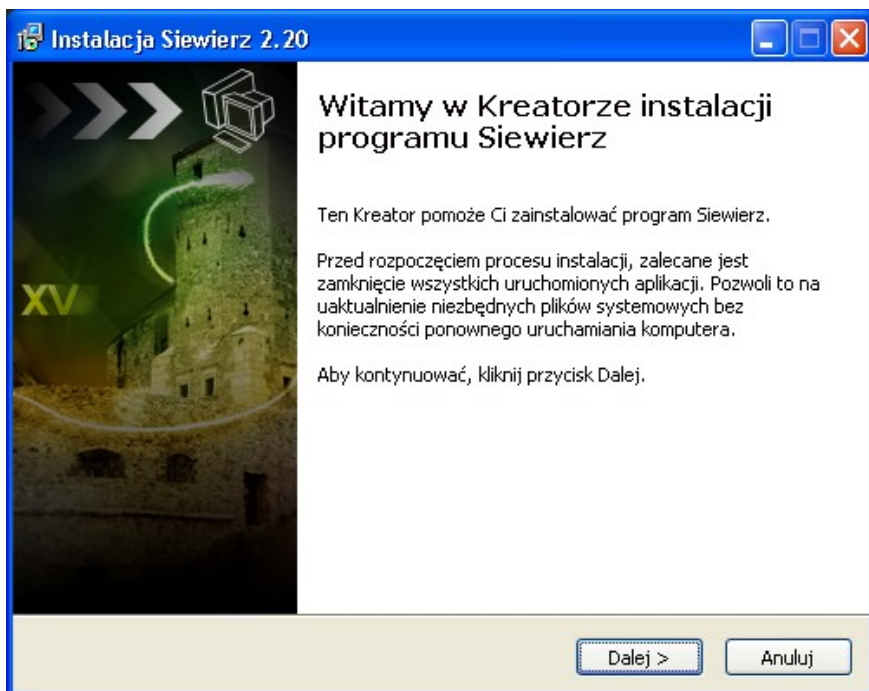 Instalacja Siewierz 2.20
Witamy w Kreatorze instalacji
programu Siewierz
Ten Kreator pomoże Ci zainstalować program Siewierz.
Przed rozpoczęciem procesu instalacji, zalecane jest
zamknięcie wszystkich uruchomionych aplikacji. Pozwoli to na
uaktualnienie niezbędnych plików systemowych bez
konieczności ponownego uruchamiania komputera.
Aby kontynuować, kliknij przycisk Dalej.
XV
Dalej >
Anuluj